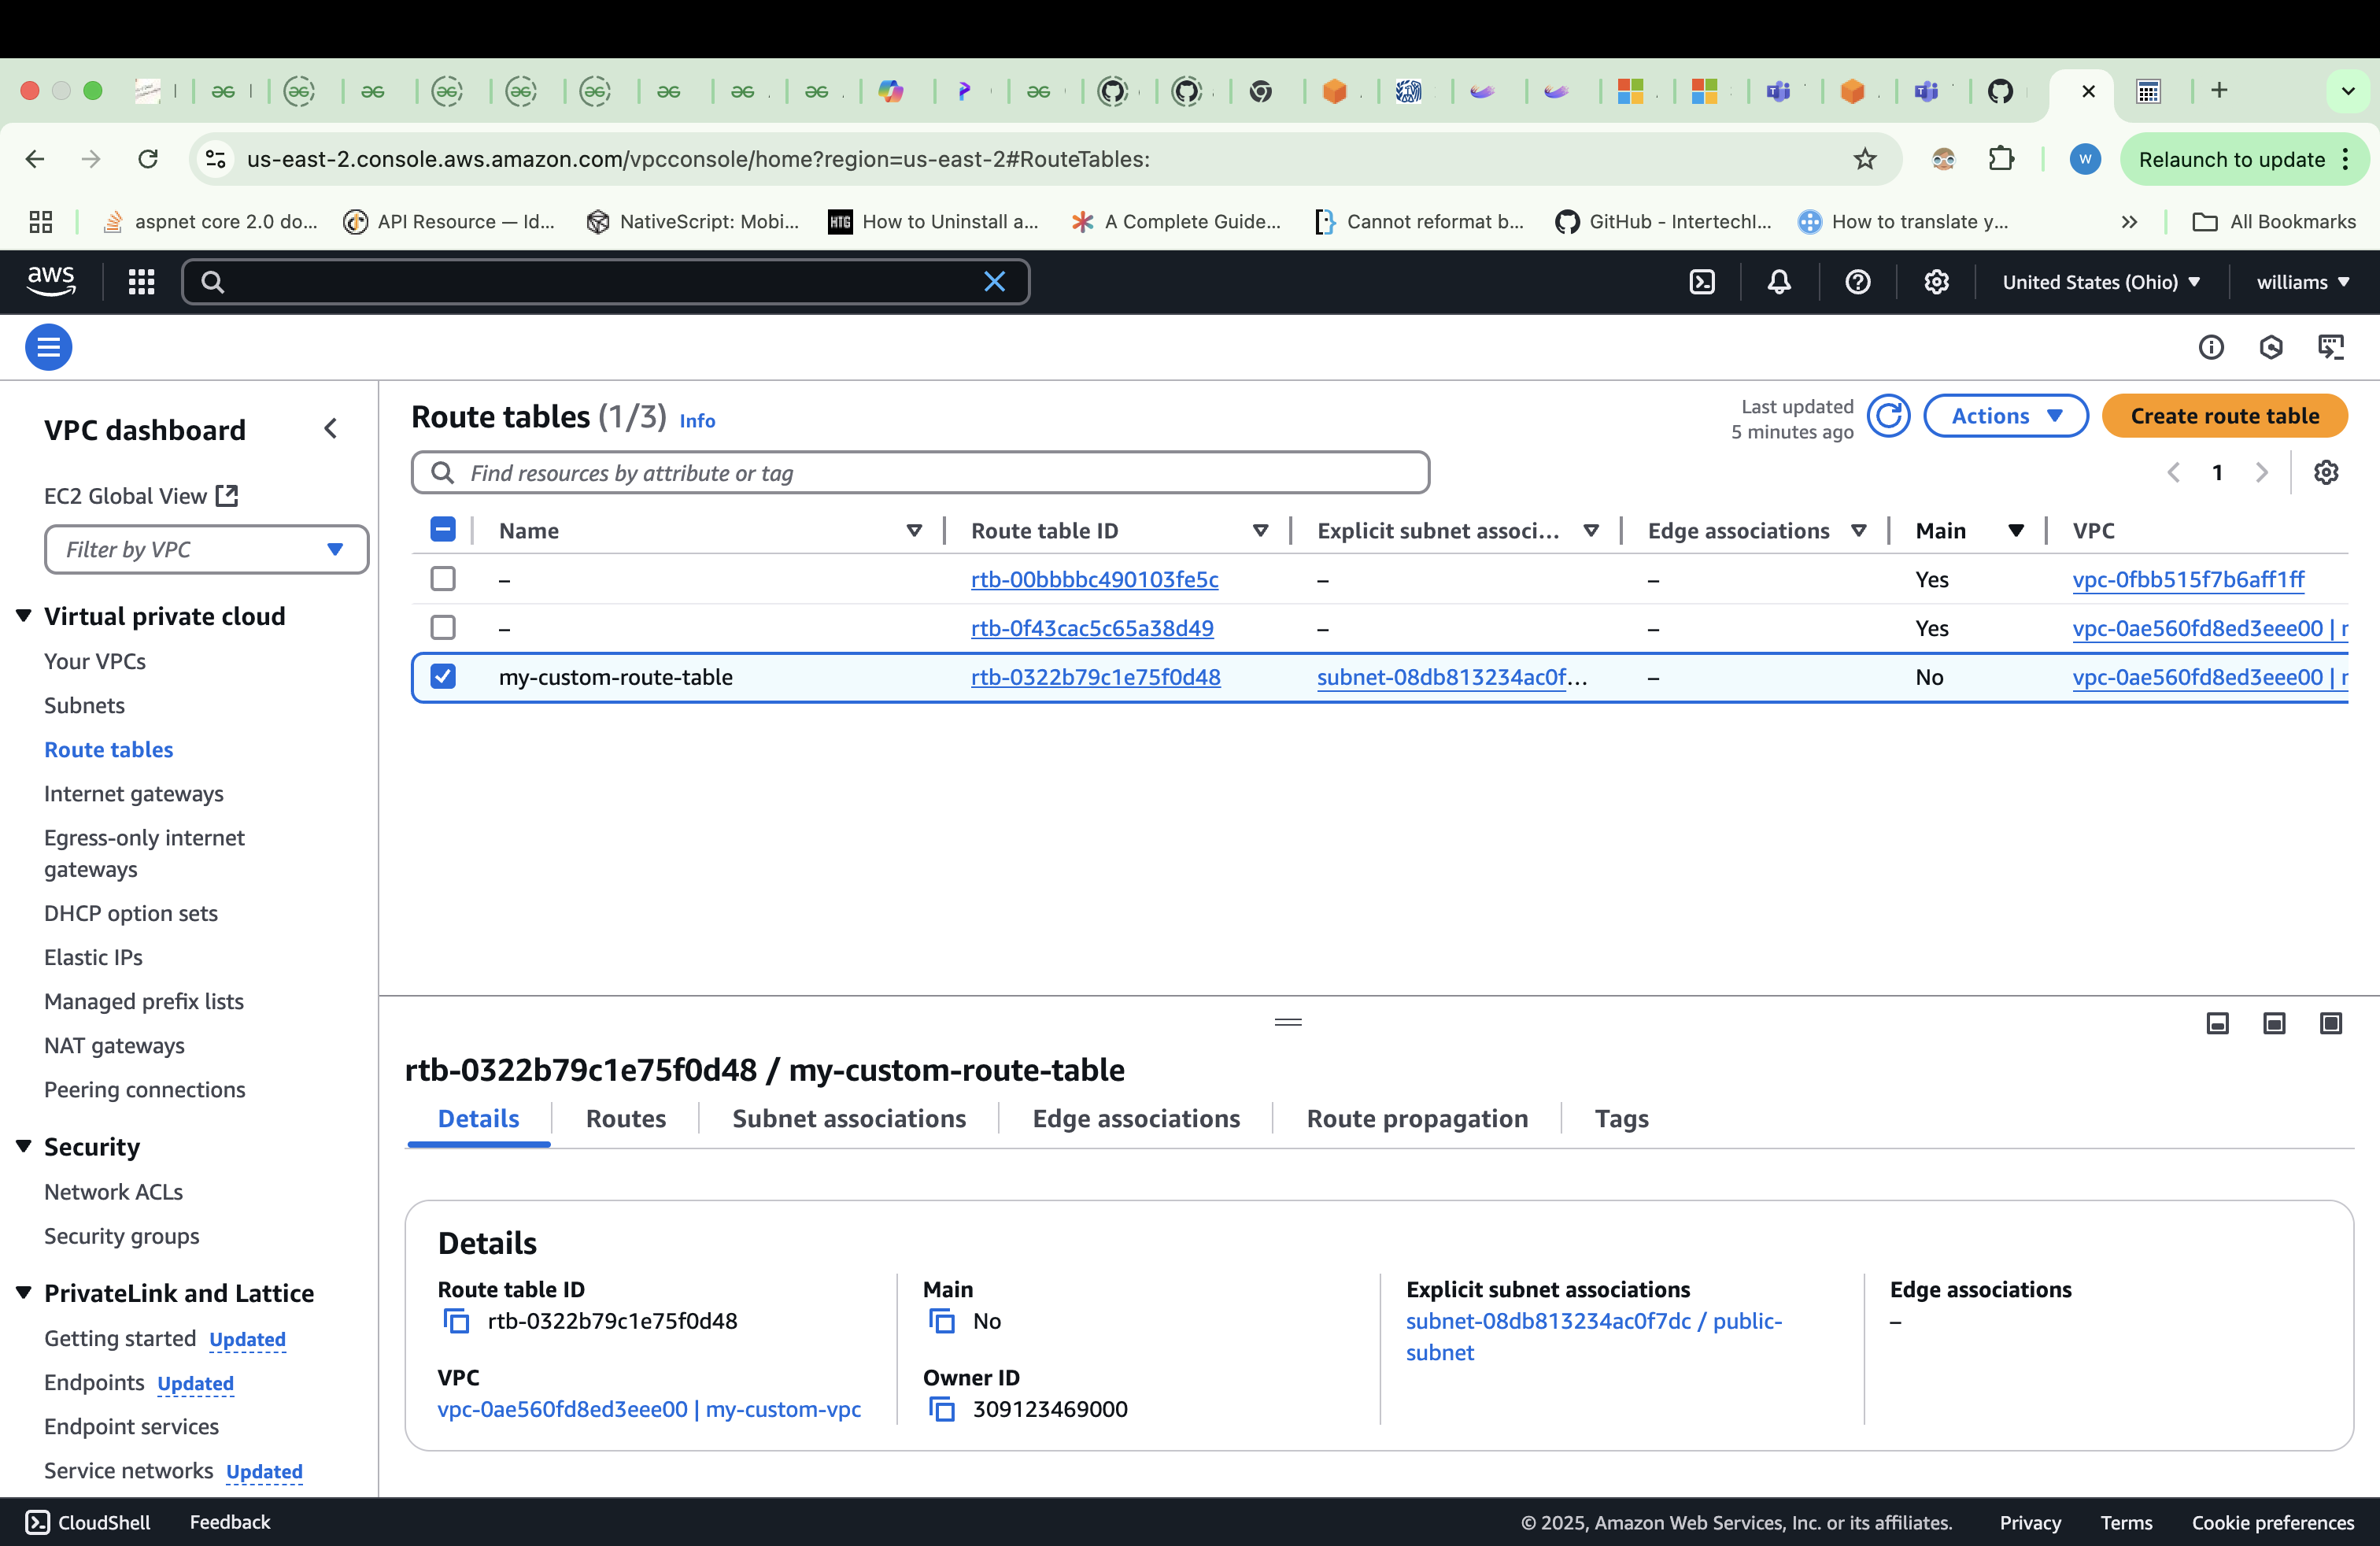 us-east-2.console.aws.amazon.com/vpcconsole/home?region=us-east-2#RouteTables:
W
Relaunch to update
aspnet core 2.0 do...
API Resource — Id...
NativeScript: Mobi...
HTG
How to Uninstall a...
A Complete Guide...
Cannot reformat b...
GitHub - Intertechl...
How to translate y...
All Bookmarks
aws
United States (Ohio)
williams
VPC dashboard
EC2 Global View
Filter by VPC
Virtual private cloud
Your VPCs
Subnets
Route tables
Internet gateways
Egress-only internet
gateways
DHCP option sets
Elastic IPs
Managed prefix lists
NAT gateways
Peering connections
Security
Network ACLs
Security groups
PrivateLink and Lattice
Getting started Updated
Endpoints Updated
Endpoint services
Service networks Updated
Route tables (1/3) Info
Last updated
5 minutes ago
Actions
Create route table
Find resources by attribute or tag
1
Name Route table ID Explicit subnet associ... Edge associations Main VPC
– rtb-00bbbbc490103fe5c – – Yes vpc-0fbb515f7b6aff1ff
– rtb-0f43cac5c65a38d49 – – Yes vpc-0ae560fd8ed3eee00 |
my-custom-route-table rtb-0322b79c1e75f0d48 subnet-08db813234ac0f... – No vpc-0ae560fd8ed3eee00 |
rtb-0322b79c1e75f0d48 / my-custom-route-table
Details Routes Subnet associations Edge associations Route propagation Tags
Details
Route table ID
rtb-0322b79c1e75f0d48
Main
No
Explicit subnet associations
subnet-08db813234ac0f7dc / public-
subnet
Edge associations
–
VPC
vpc-0ae560fd8ed3eee00 | my-custom-vpc
Owner ID
309123469000
CloudShell Feedback
© 2025, Amazon Web Services, Inc. or its affiliates. Privacy Terms Cookie preferences